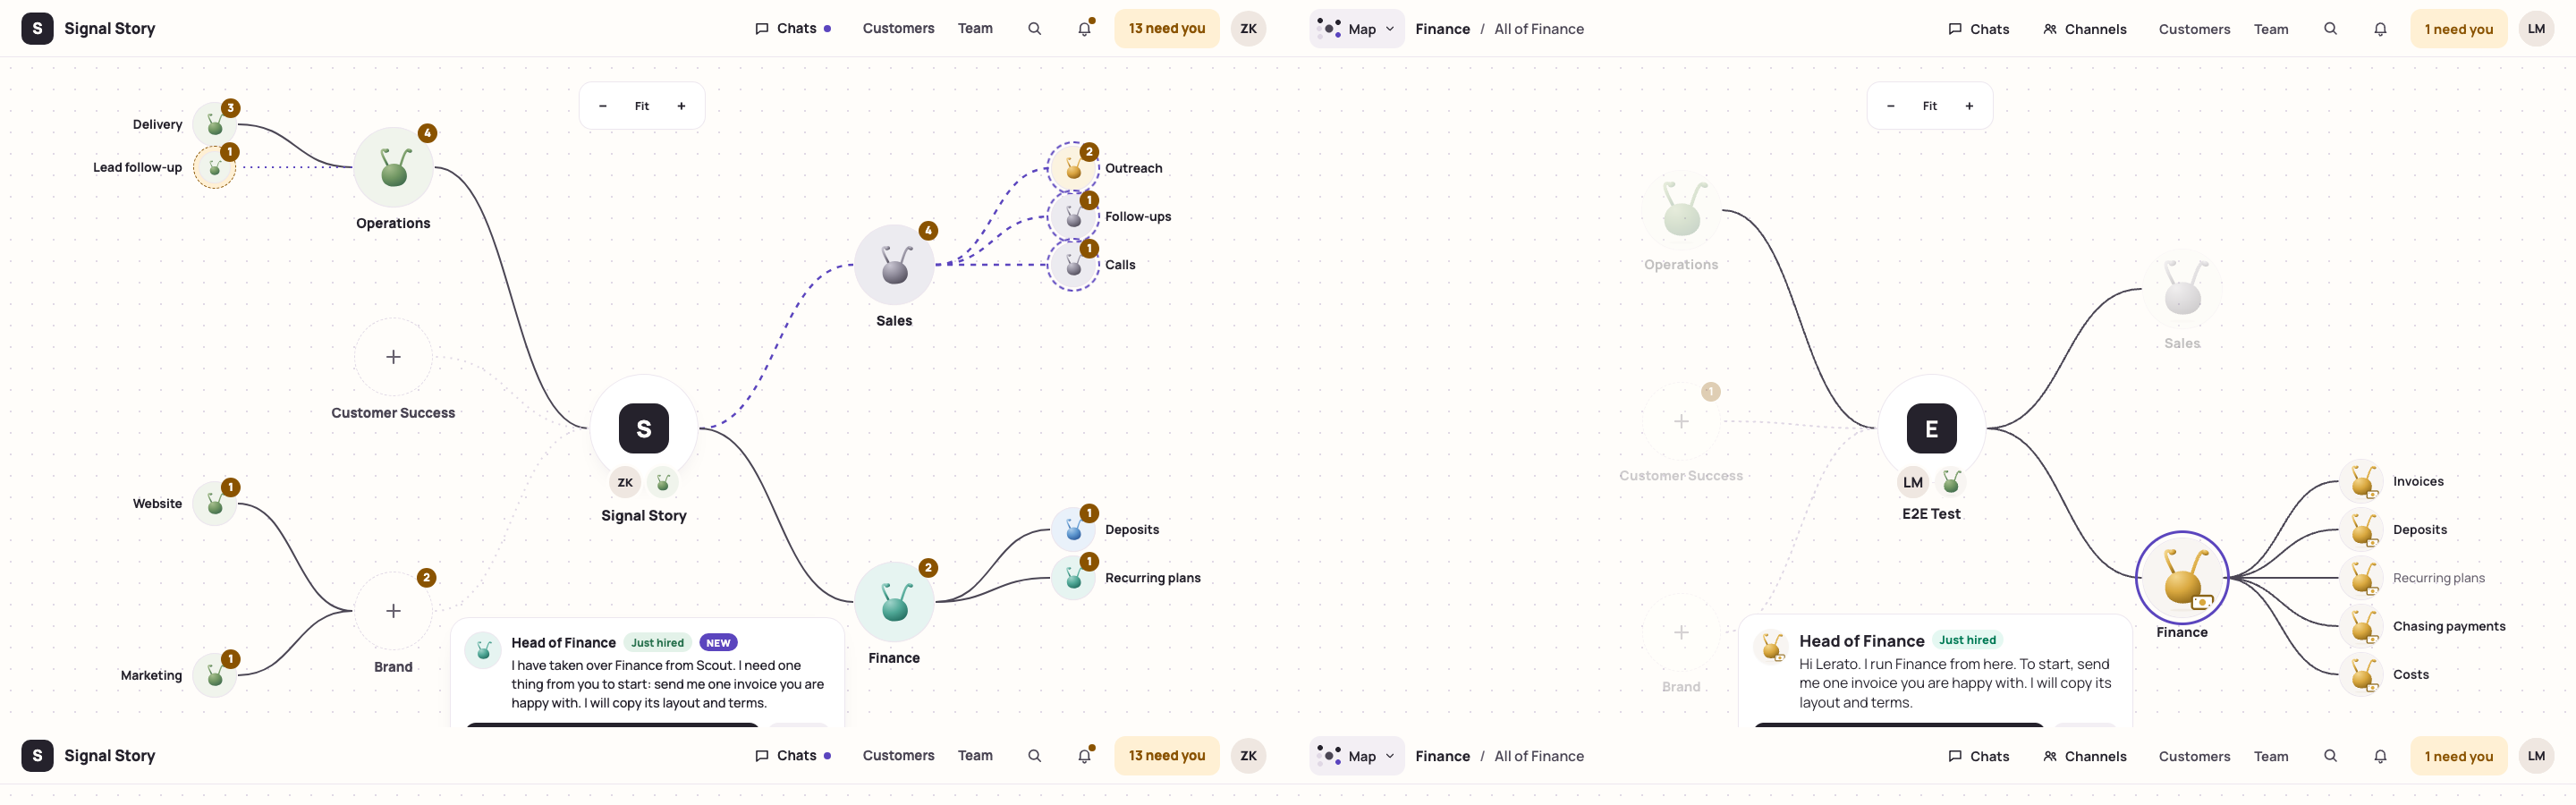 S Signal Story
Chats Customers Team 13 need you ZK
Map Finance / All of Finance
Chats Channels Customers Team 1 need you LM
− Fit +
3
Delivery
1
Lead follow-up
4
Operations
2
Outreach
1
Follow-ups
1
Calls
4
Sales
+
Customer Success
S
ZK
Signal Story
1
Website
2
+
Brand
1
Marketing
1
Deposits
1
Recurring plans
2
Finance
Head of Finance Just hired NEW
I have taken over Finance from Scout. I need one
thing from you to start: send me one invoice you are
happy with. I will copy its layout and terms.
− Fit +
Operations
Sales
1
+
Customer Success
E
LM
E2E Test
+
Brand
Finance
Invoices
Deposits
Recurring plans
Chasing payments
Costs
Head of Finance Just hired
Hi Lerato. I run Finance from here. To start, send
me one invoice you are happy with. I will copy its
layout and terms.
S Signal Story
Chats Customers Team 13 need you ZK
Map Finance / All of Finance
Chats Channels Customers Team 1 need you LM